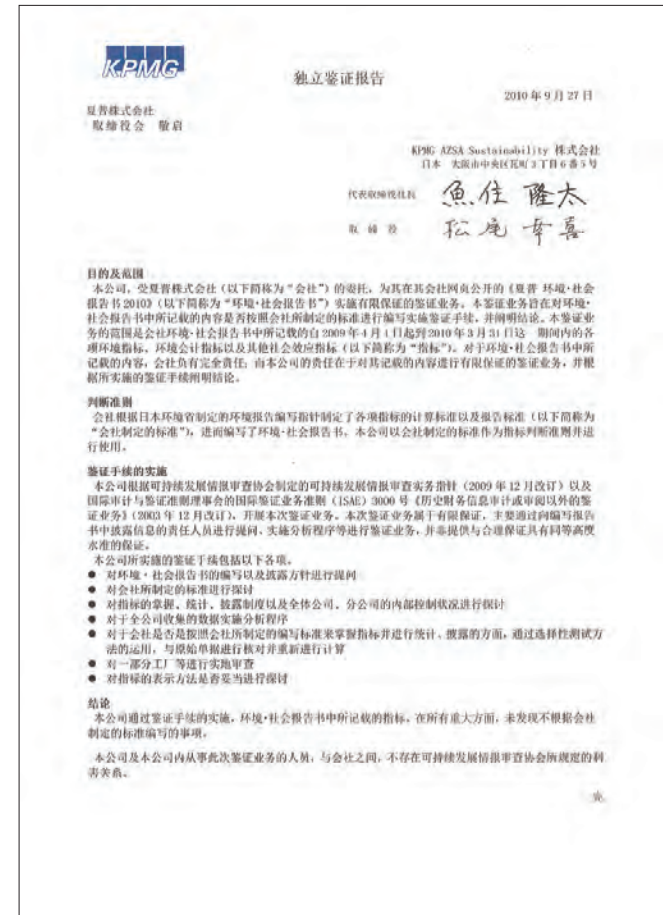 KPMG
独立鉴证报告
2010 年 9 月 27 日
夏普株式会社
取缔役会 敬启
KPMG AZSA Sustainability 株式会社
日本 大阪市中央区瓦町 3 丁目 6 番 5 号
代表取缔役社长 魚住 隆太
取 缔 役 松尾 幸喜
目的及范围
本公司,受夏普株式会社(以下简称为“会社”)的委托,为其在其会社网页公开的《夏普 环境·社会
报告书 2010》(以下简称为“环境·社会报告书”)实施有限保证的鉴证业务。本鉴证业务旨在对环境·
社会报告书中所记载的内容是否按照会社所制定的标准进行编写实施鉴证手续,并阐明结论。本鉴证业
务的范围是会社环境·社会报告书中所记载的自 2009 年 4 月 1 日起到 2010 年 3 月 31 日这一期间内的各
项环境指标、环境会计指标以及其他社会效应指标(以下简称为“指标”)。对于环境·社会报告书中所
记载的内容,会社负有完全责任;而本公司的责任在于对其记载的内容进行有限保证的鉴证业务,并根
据所实施的鉴证手续阐明结论。
判断准则
会社根据日本环境省制定的环境报告编写指针制定了各项指标的计算标准以及报告标准(以下简称为
“会社制定的标准”),进而编写了环境·社会报告书。本公司以会社制定的标准作为指标判断准则并进
行使用。
鉴证手续的实施
本公司根据可持续发展情报审查协会制定的可持续发展情报审查实务指针(2009 年 12 月改订)以及
国际审计与鉴证准则理事会的国际鉴证业务准则(ISAE)3000 号《历史财务信息审计或审阅以外的鉴
证业务》(2003 年 12 月改订),开展本次鉴证业务。本次鉴证业务属于有限保证,主要通过向编写报告
书中披露信息的责任人员进行提问、实施分析程序等进行鉴证业务,并非提供与合理保证具有同等高度
水准的保证。
本公司所实施的鉴证手续包括以下各项。
● 对环境·社会报告书的编写以及披露方针进行提问
● 对会社所制定的标准进行探讨
● 对指标的掌握、统计、披露制度以及全体公司、分公司的内部控制状况进行探讨
● 对于全公司收集的数据实施分析程序
● 对于会社是否是按照会社所制定的编写标准来掌握指标并进行统计、披露的方面,通过选择性测试方
法的运用,与原始单据进行核对并重新进行计算
● 对一部分工厂等进行实地审查
● 对指标的表示方法是否妥当进行探讨
结论
本公司通过鉴证手续的实施,环境·社会报告书中所记载的指标,在所有重大方面,未发现不根据会社
制定的标准编写的事项。
本公司及本公司内从事此次鉴证业务的人员,与会社之间,不存在可持续发展情报审查协会所规定的利
害关系。
完